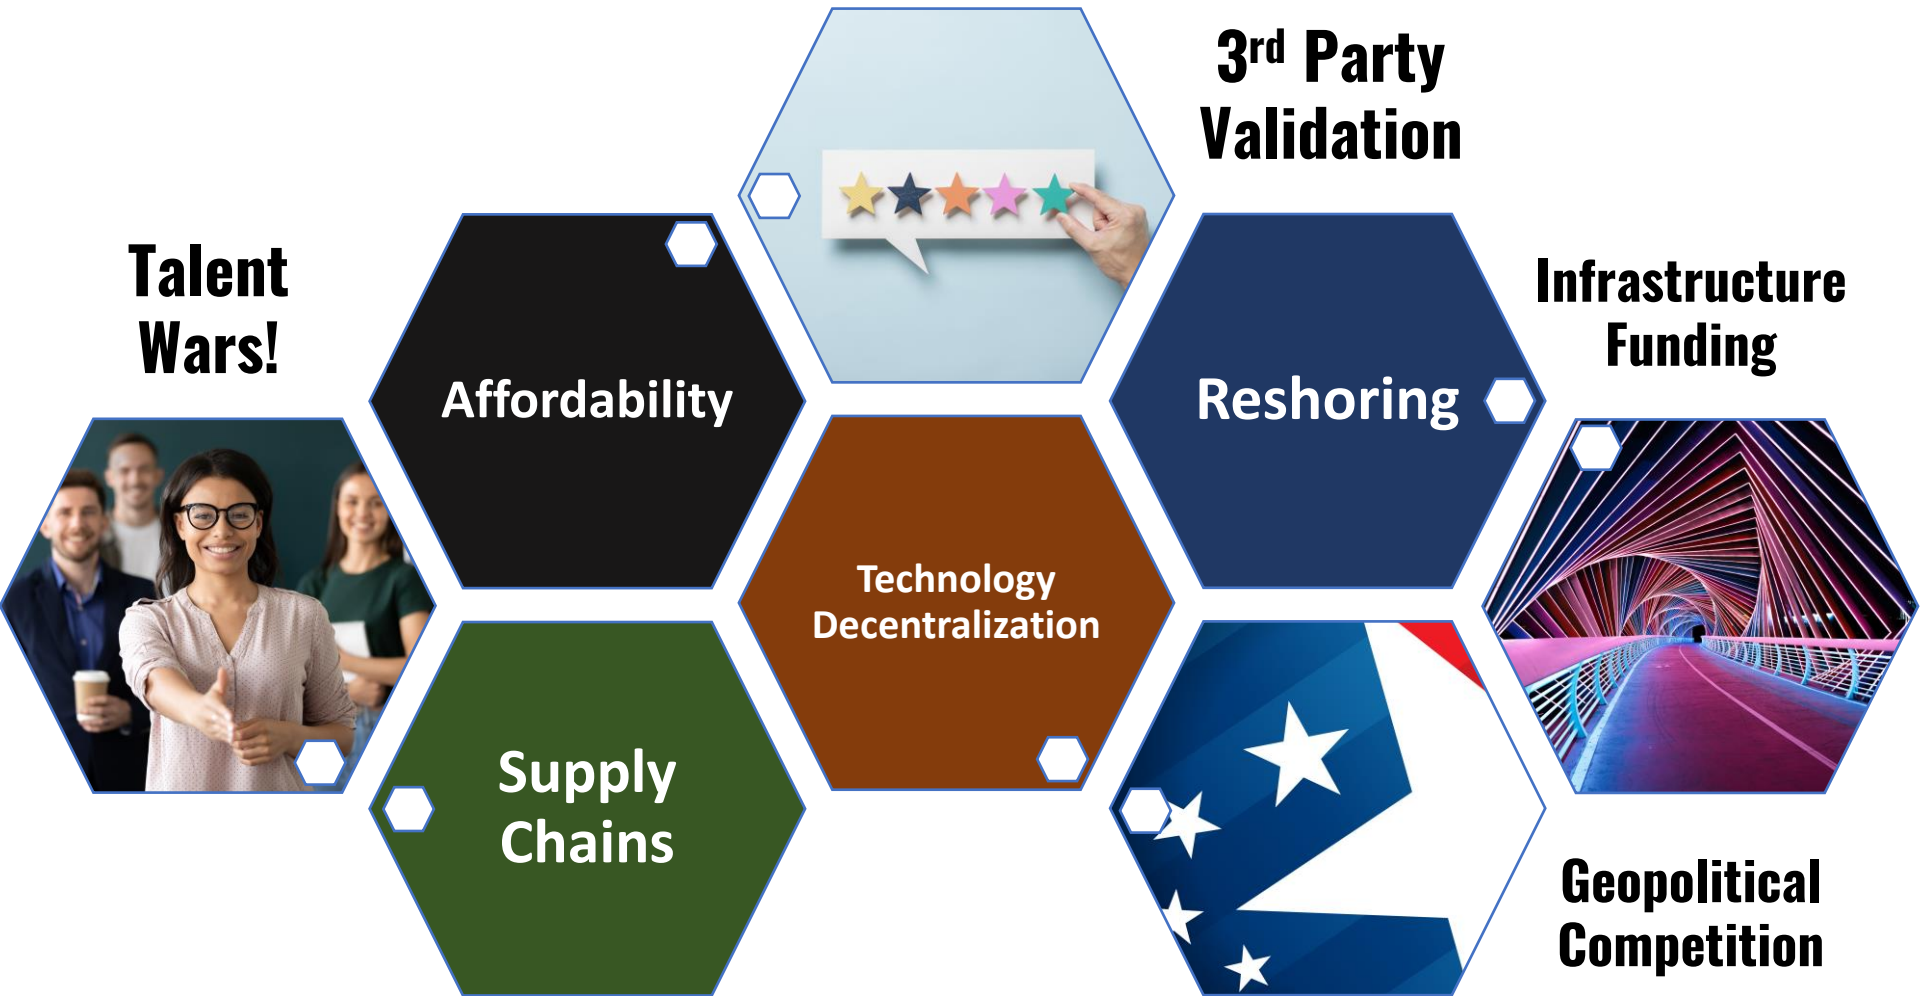 3rd Party
Validation
Talent
Wars!
Affordability
Reshoring
Infrastructure
Funding
Technology
Decentralization
Supply
Chains
Geopolitical
Competition